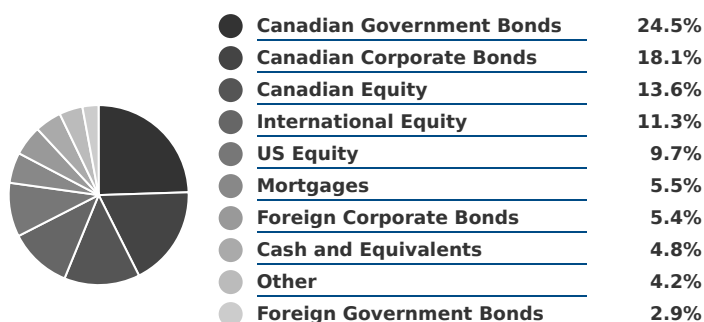 Canadian Government Bonds 24.5%
Canadian Corporate Bonds 18.1%
Canadian Equity 13.6%
International Equity 11.3%
US Equity 9.7%
Mortgages 5.5%
Foreign Corporate Bonds 5.4%
Cash and Equivalents 4.8%
Other 4.2%
Foreign Government Bonds 2.9%